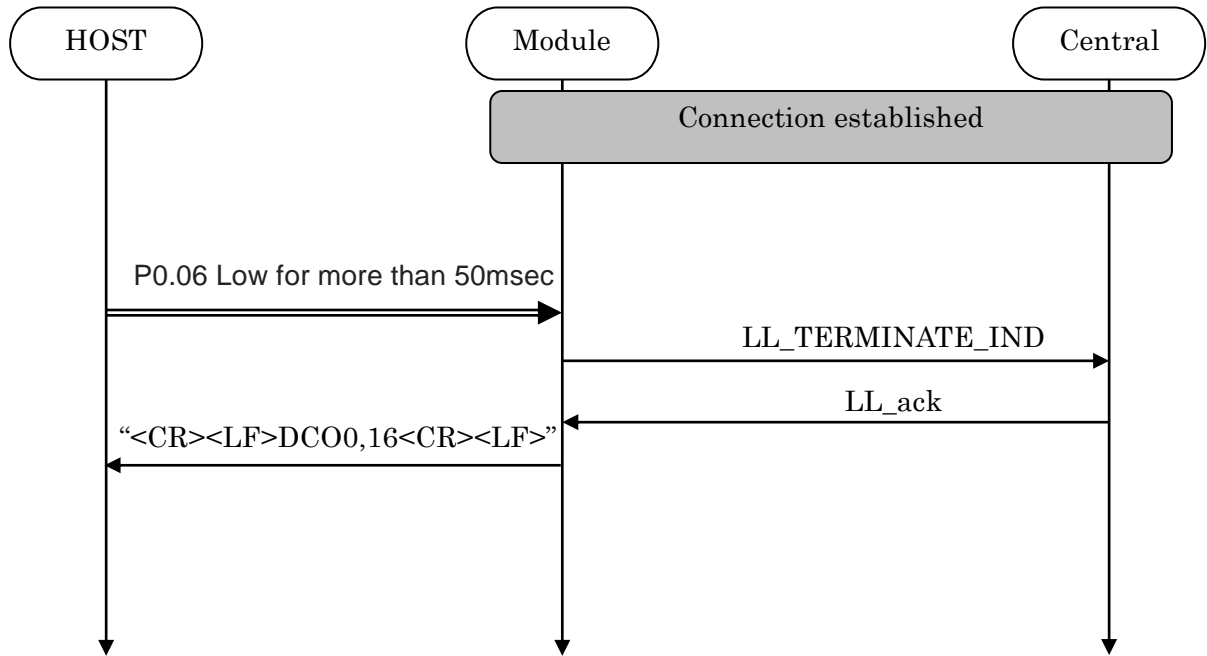 HOST
Module
Central
Connection established
P0.06 Low for more than 50msec
LL_TERMINATE_IND
LL_ack
“<CR><LF>DCO0,16<CR><LF>”